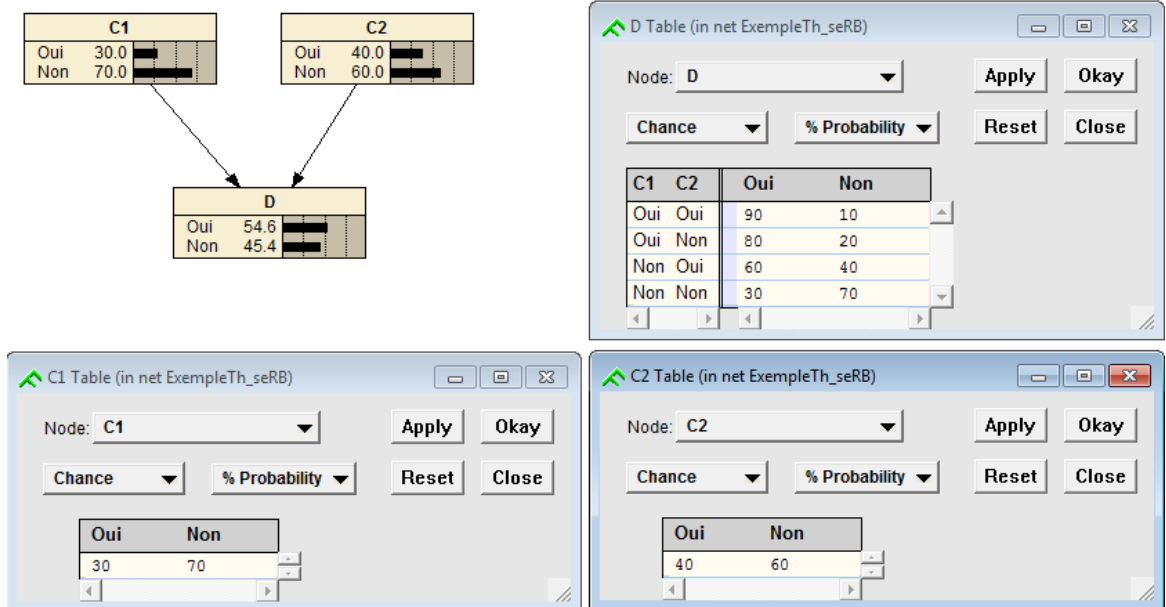 C1
Oui 30.0
Non 70.0
C2
Oui 40.0
Non 60.0
D
Oui 54.6
Non 45.4
D Table (in net ExempleTh_seRB)
Node: D Apply Okay
Chance % Probability Reset Close
C1 C2 Oui Non
Oui Oui 90 10
Oui Non 80 20
Non Oui 60 40
Non Non 30 70
C1 Table (in net ExempleTh_seRB)
Node: C1 Apply Okay
Chance % Probability Reset Close
Oui Non
30 70
C2 Table (in net ExempleTh_seRB)
Node: C2 Apply Okay
Chance % Probability Reset Close
Oui Non
40 60